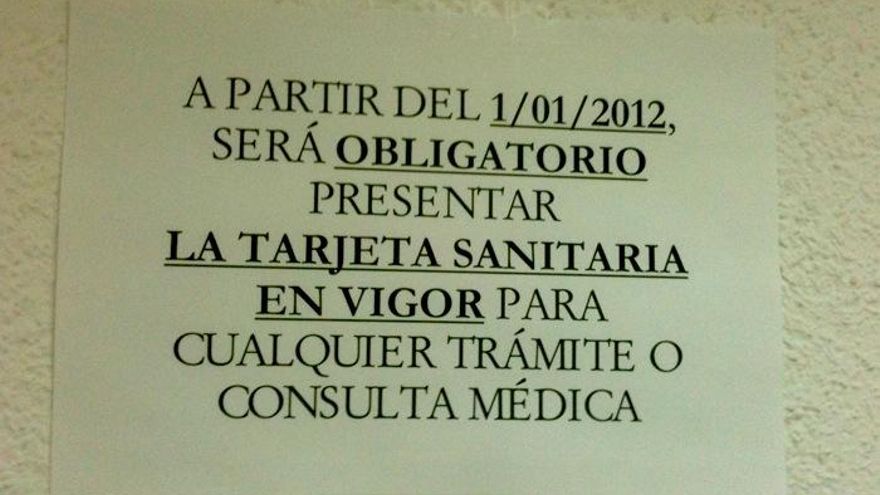 A PARTIR DEL 1/01/2012,
SERÁ OBLIGATORIO
PRESENTAR
LA TARJETA SANITARIA
EN VIGOR PARA
CUALQUIER TRÁMITE O
CONSULTA MÉDICA